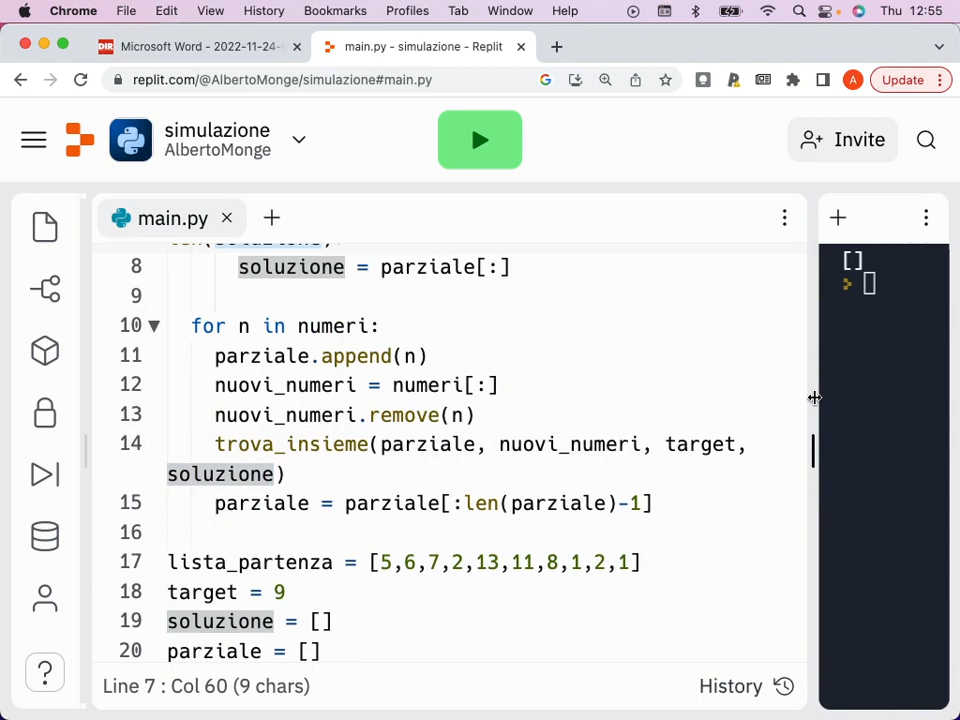 Chrome File Edit View History Bookmarks Profiles Tab Window Help Thu 12:55
DIR Microsoft Word - 2022-11-24- main.py - simulazione - Replit
replit.com/@AlbertoMonge/simulazione#main.py A Update
simulazione
AlbertoMonge
Invite
main.py
8 soluzione = parziale[:]
9
10 for n in numeri:
11 parziale.append(n)
12 nuovi_numeri = numeri[:]
13 nuovi_numeri.remove(n)
14 trova_insieme(parziale, nuovi_numeri, target,
soluzione)
15 parziale = parziale[:len(parziale)-1]
16
17 lista_partenza = [5,6,7,2,13,11,8,1,2,1]
18 target = 9
19 soluzione = []
20 parziale = []
[]
>
?
Line 7 : Col 60 (9 chars)
History